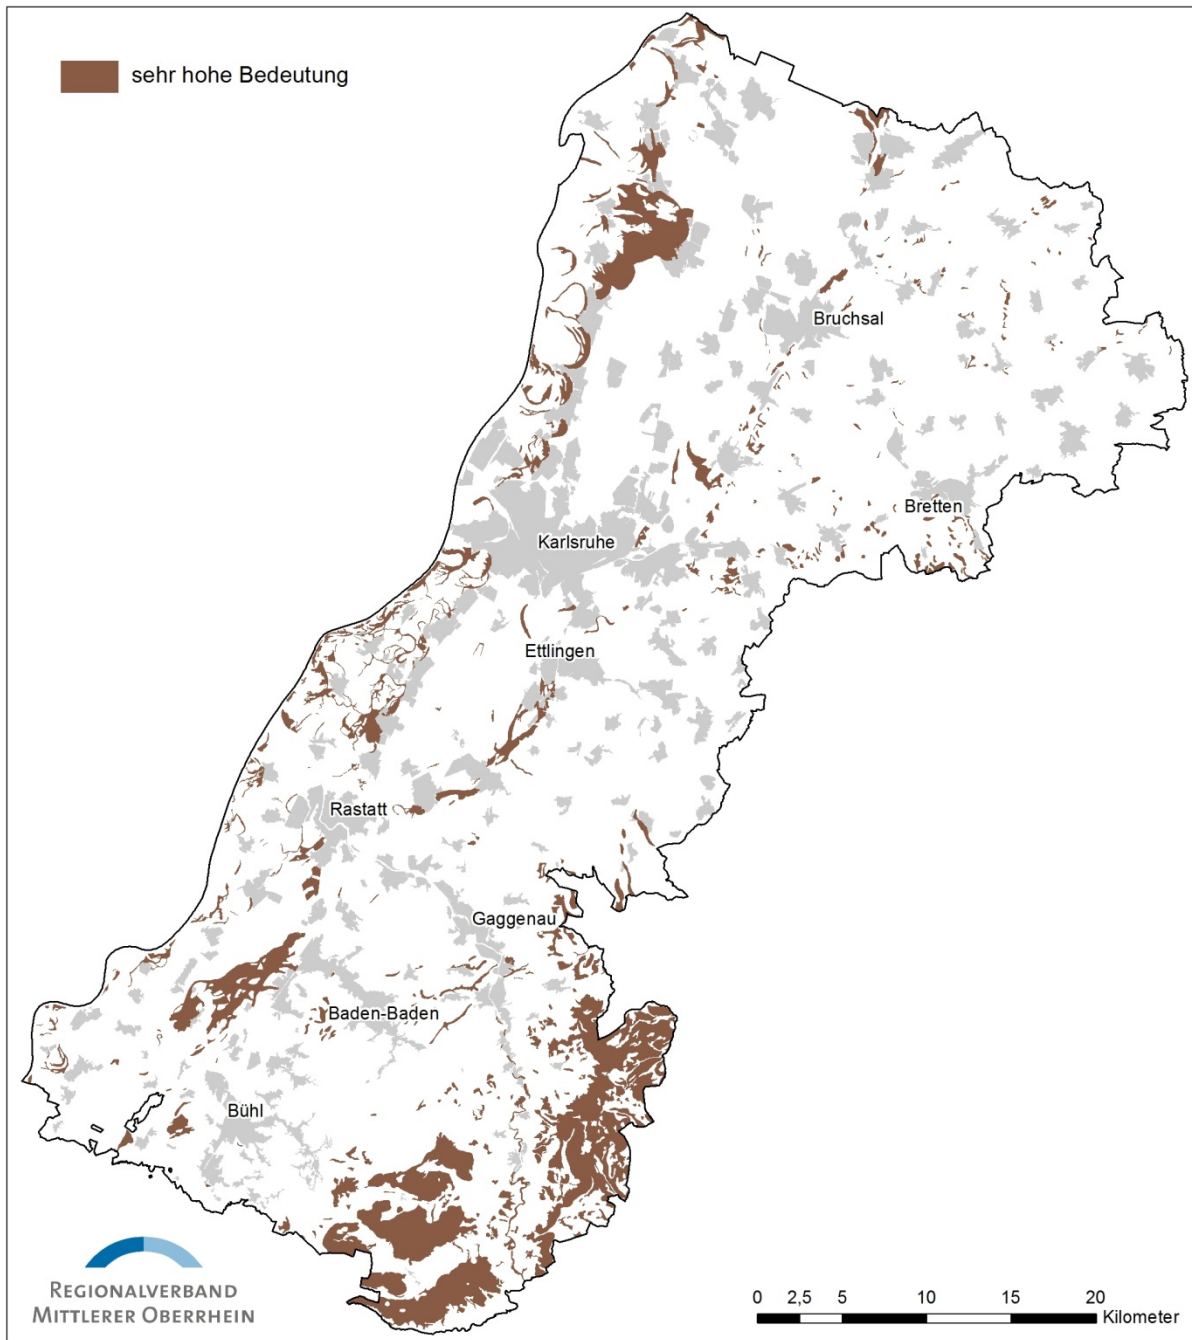 sehr hohe Bedeutung
Bruchsal
Bretten
Karlsruhe
Ettlingen
Rastatt
Gaggenau
Baden-Baden
Bühl
REGIONALVERBAND
MITTLERER OBERRHEIN
0 2,5 5 10 15 20
Kilometer